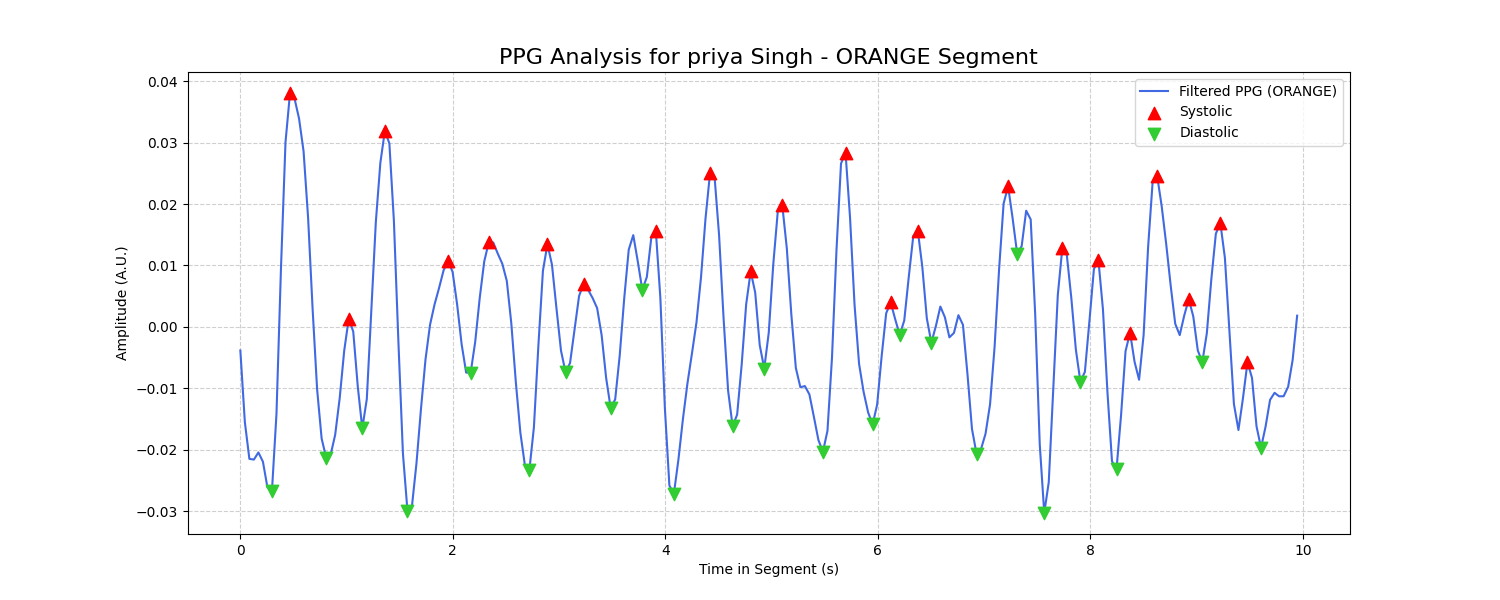 PPG Analysis for priya Singh - ORANGE Segment
Filtered PPG (ORANGE)
Systolic
Diastolic
Amplitude (A.U.)
0.04
0.03
0.02
0.01
0.00
−0.01
−0.02
−0.03
0
2
4
6
8
10
Time in Segment (s)